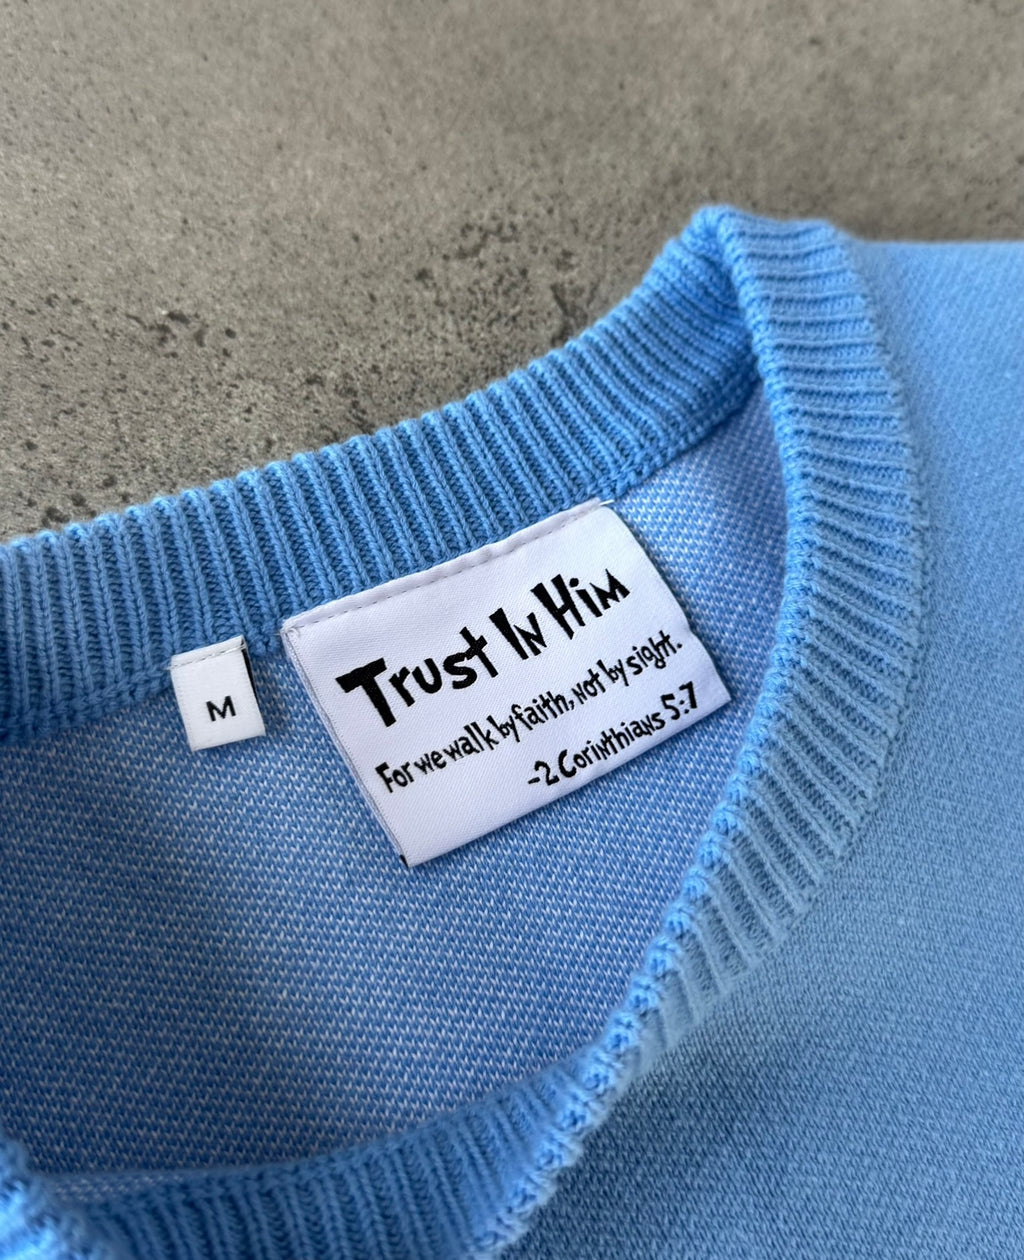 Trust In Him
For we walk by faith, not by sight.
-2 Corinthians 5:7
M